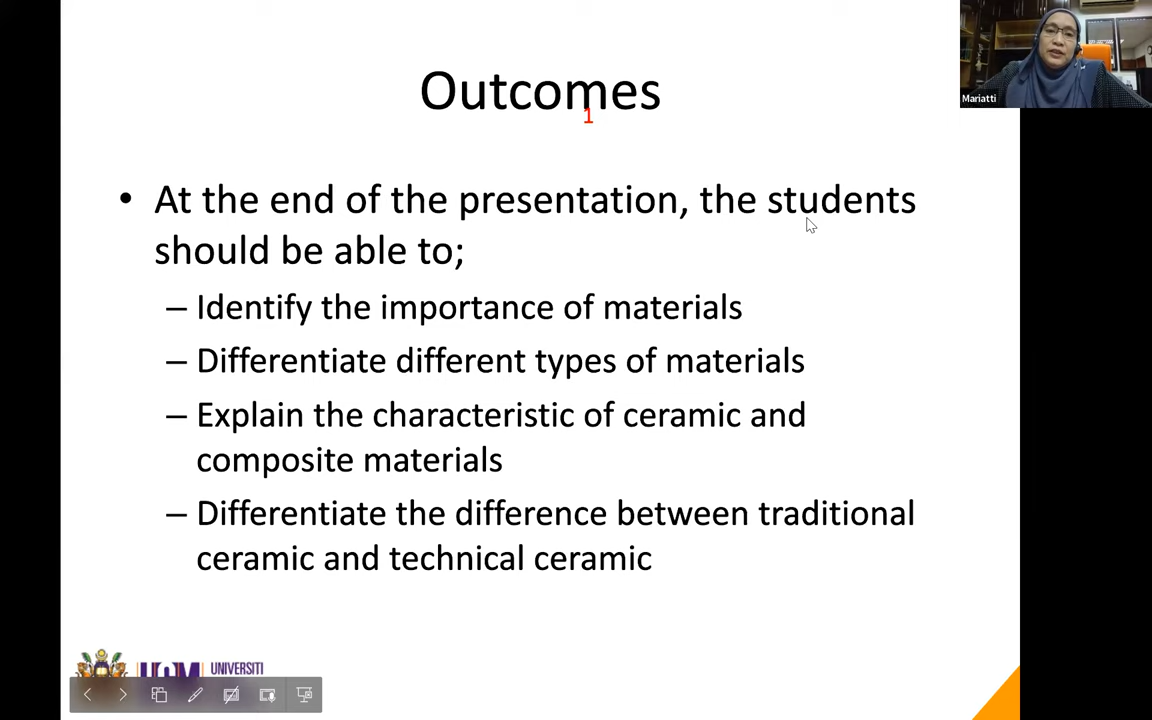 Mariatti
Outcomes
1
• At the end of the presentation, the students
should be able to;
– Identify the importance of materials
– Differentiate different types of materials
– Explain the characteristic of ceramic and
composite materials
– Differentiate the difference between traditional
ceramic and technical ceramic
USM UNIVERSITI